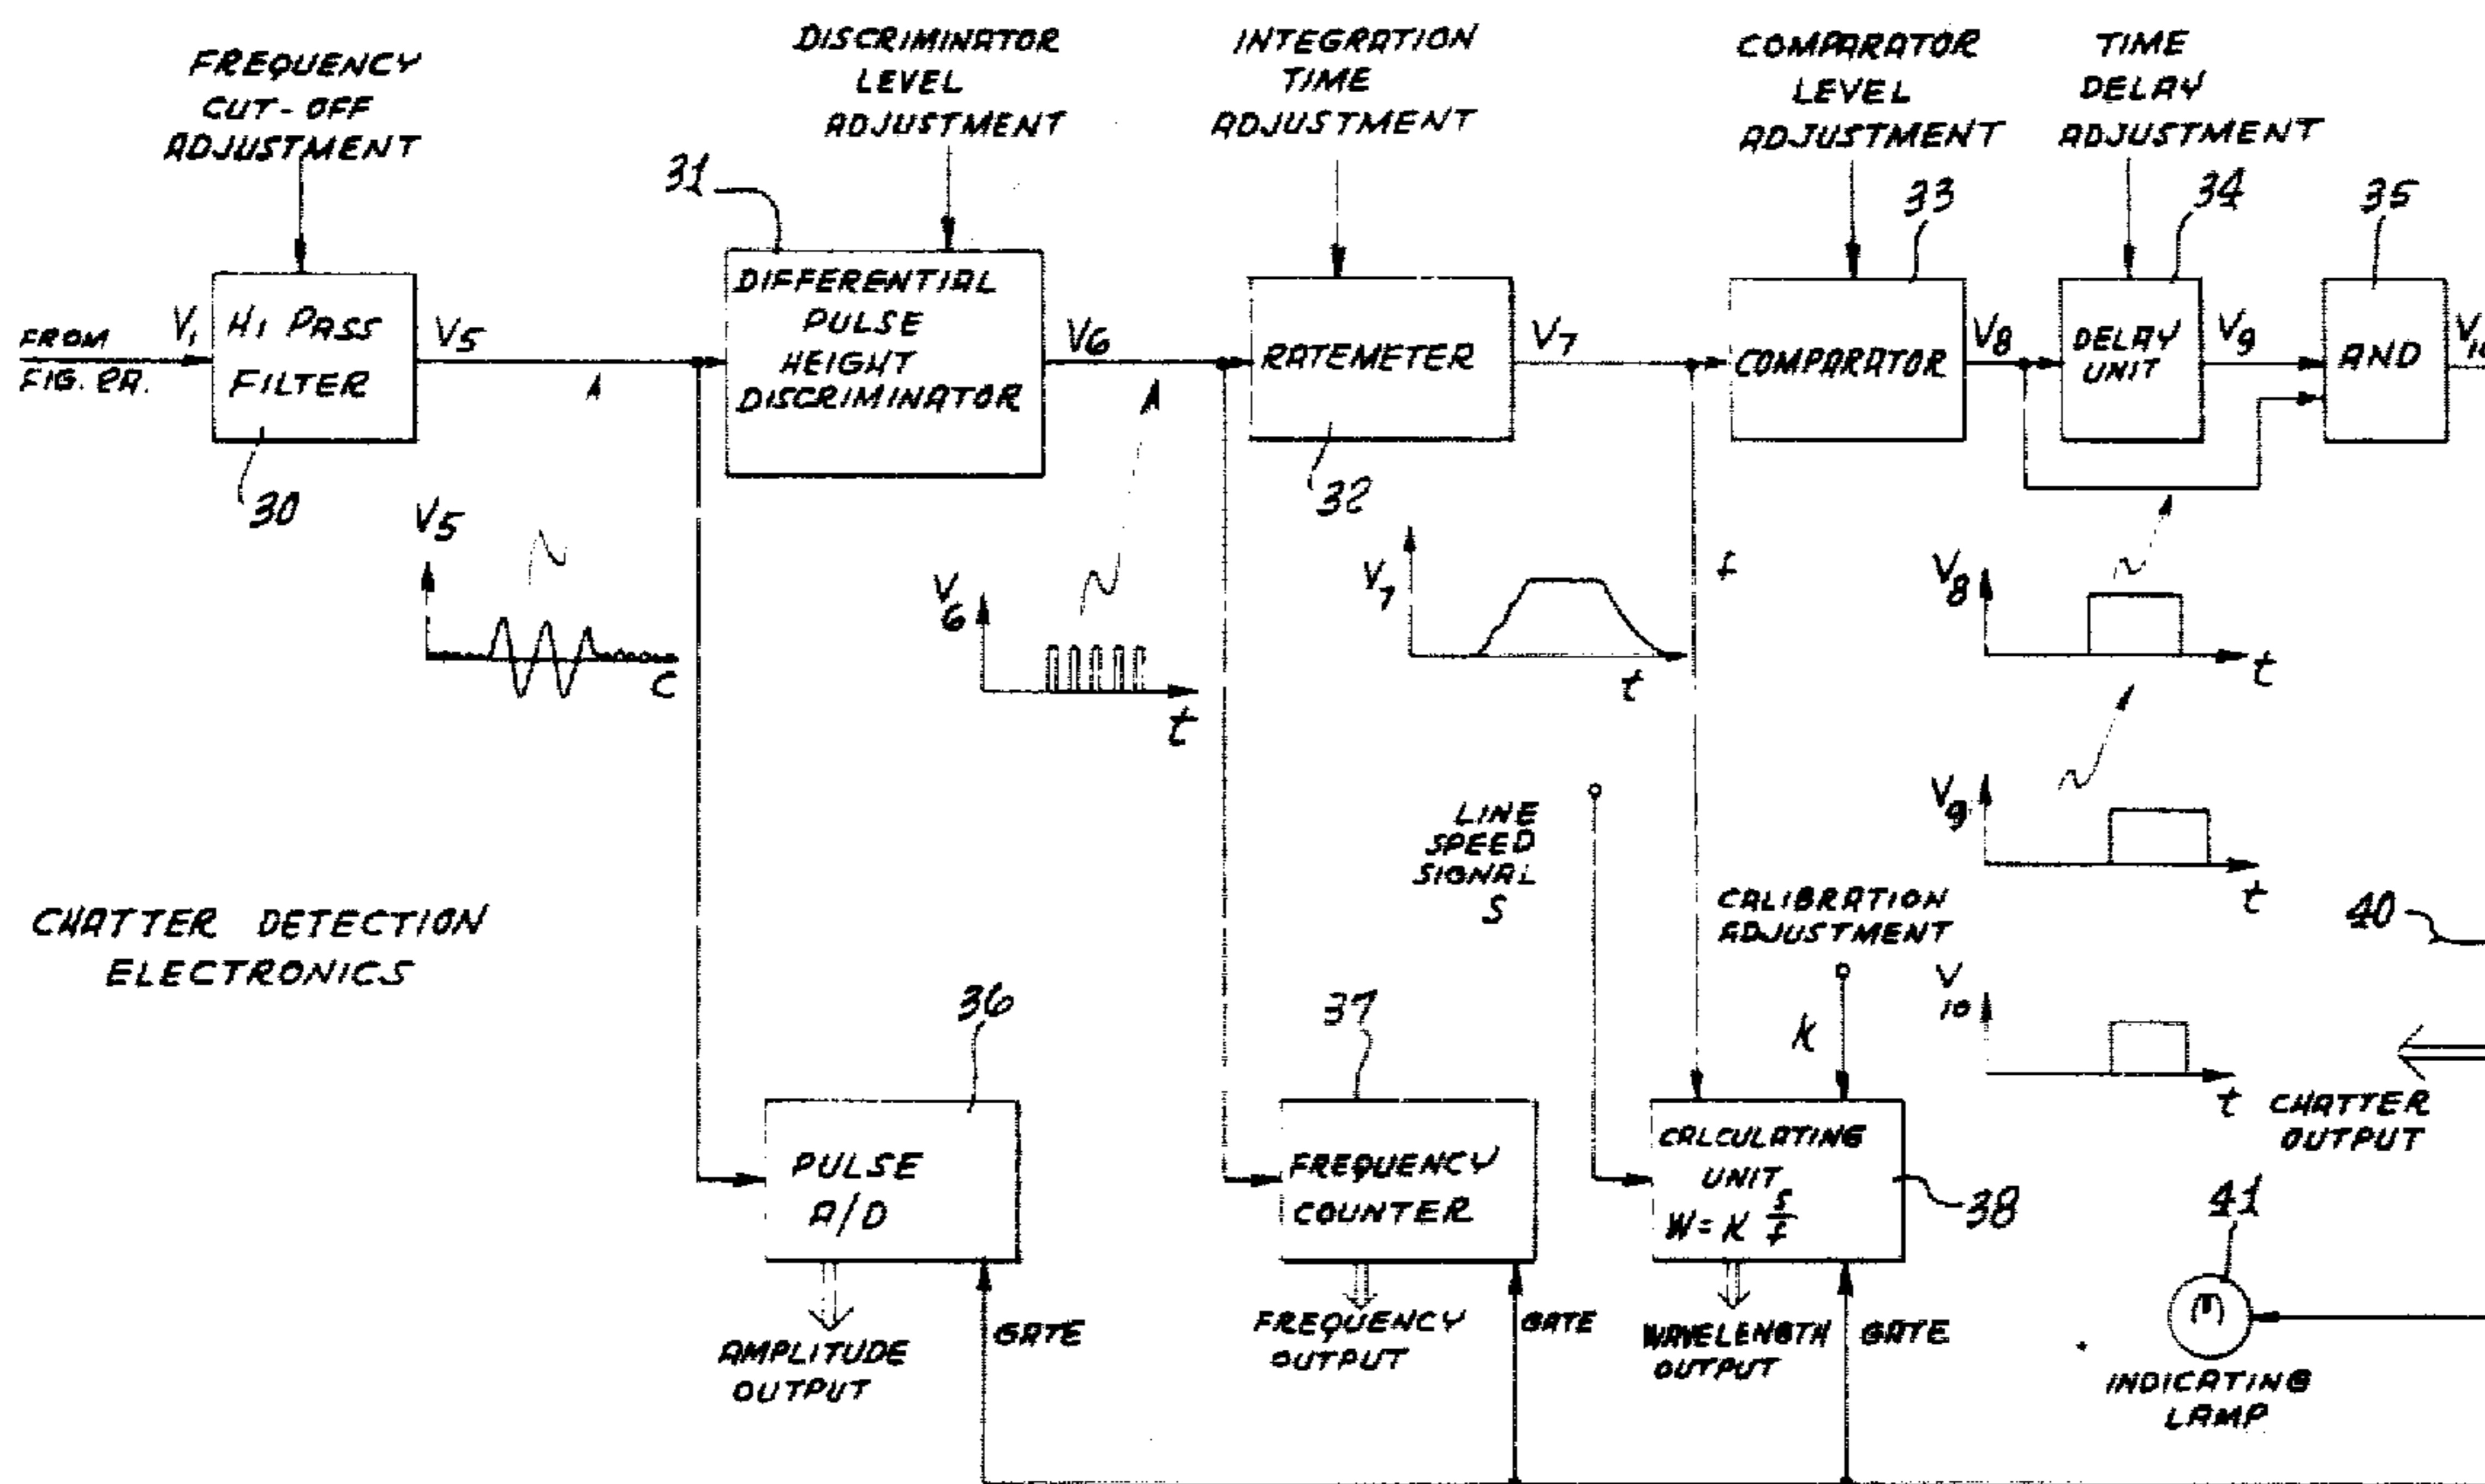 FREQUENCY
CUT-OFF
ADJUSTMENT
DISCRIMINATOR
LEVEL
ADJUSTMENT
INTEGRATION
TIME
ADJUSTMENT
COMPARATOR
LEVEL
ADJUSTMENT
TIME
DELAY
ADJUSTMENT
31
33
34
35
FROM
FIG. 2A.
V1
HI PASS
FILTER
V5
DIFFERENTIAL
PULSE
HEIGHT
DISCRIMINATOR
V6
RATEMETER
V7
COMPARATOR
V8
DELAY
UNIT
V9
AND
V10
30
32
V5
C
V6
t
V7
t
f
V8
t
V9
t
LINE
SPEED
SIGNAL
S
CALIBRATION
ADJUSTMENT
K
V10
t
40
CHATTER
OUTPUT
CHATTER DETECTION
ELECTRONICS
36
PULSE
A/D
37
FREQUENCY
COUNTER
CALCULATING
UNIT
W = K S/f
38
41
AMPLITUDE
OUTPUT
GATE
FREQUENCY
OUTPUT
GATE
WAVELENGTH
OUTPUT
GATE
INDICATING
LAMP